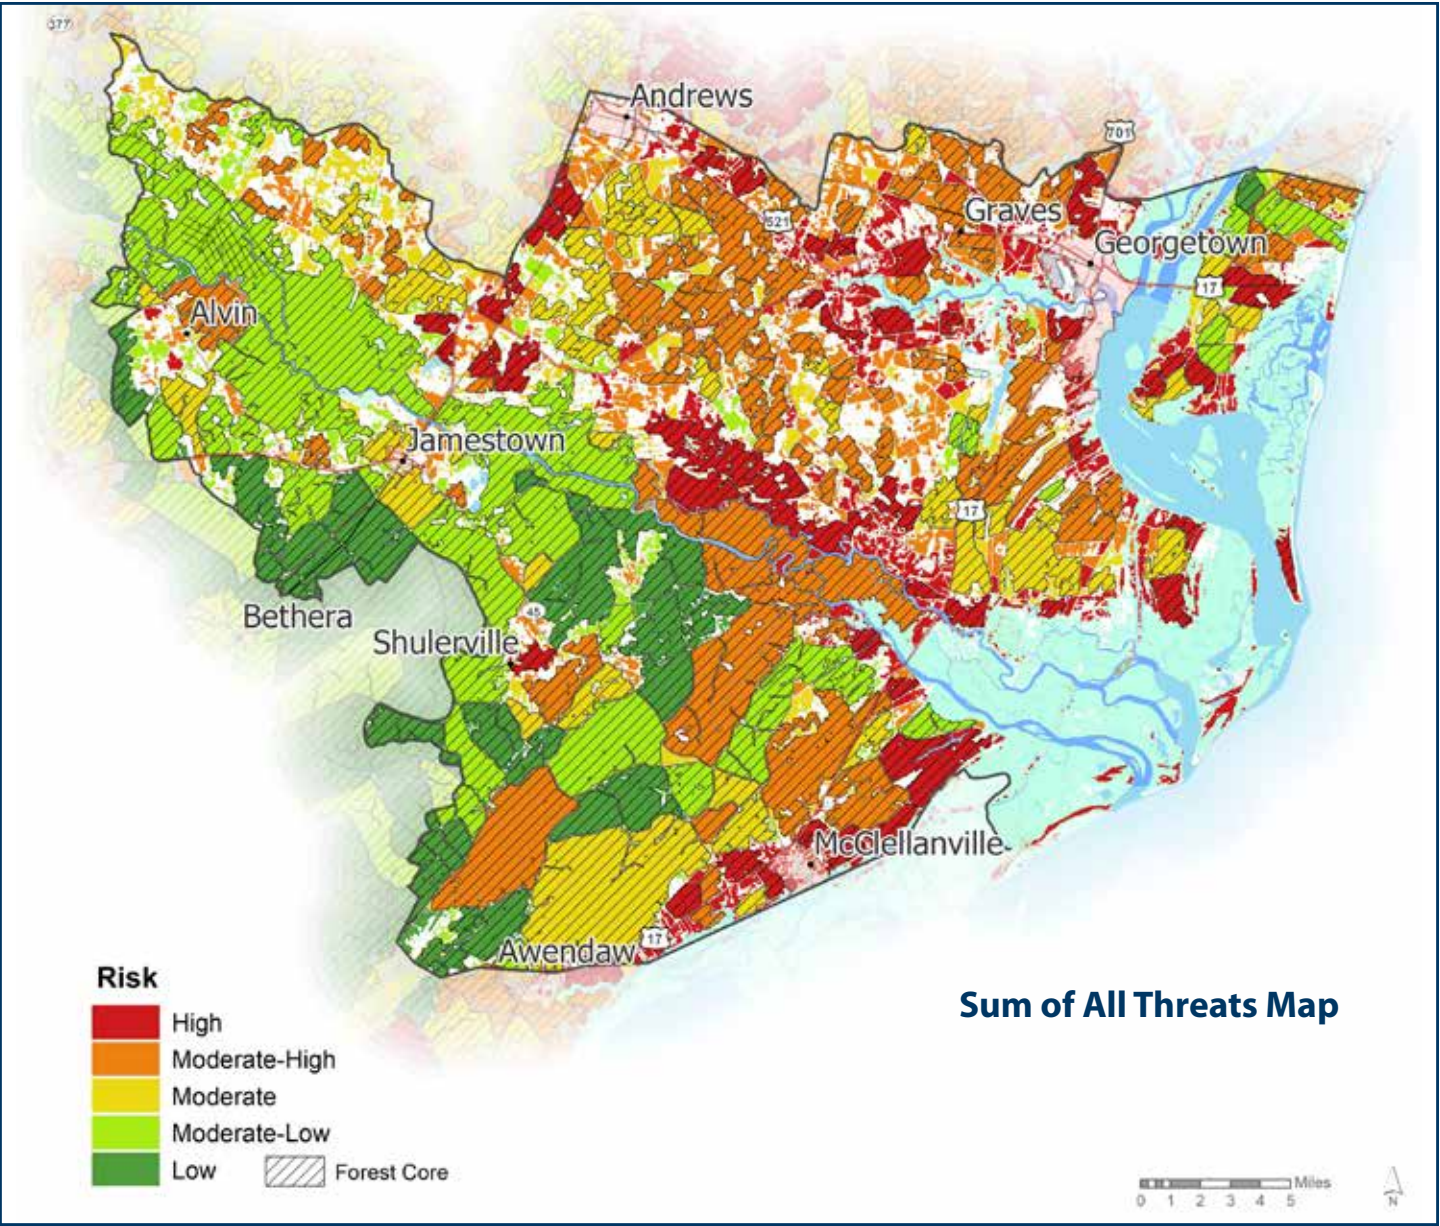 377
Andrews
701
521
Graves
Georgetown
17
Alvin
Jamestown
17
Bethera
45
Shulerville
McClellanville
17
Awendaw
Risk
High
Moderate-High
Moderate
Moderate-Low
Low
Forest Core
Sum of All Threats Map
Miles
0 1 2 3 4 5
N